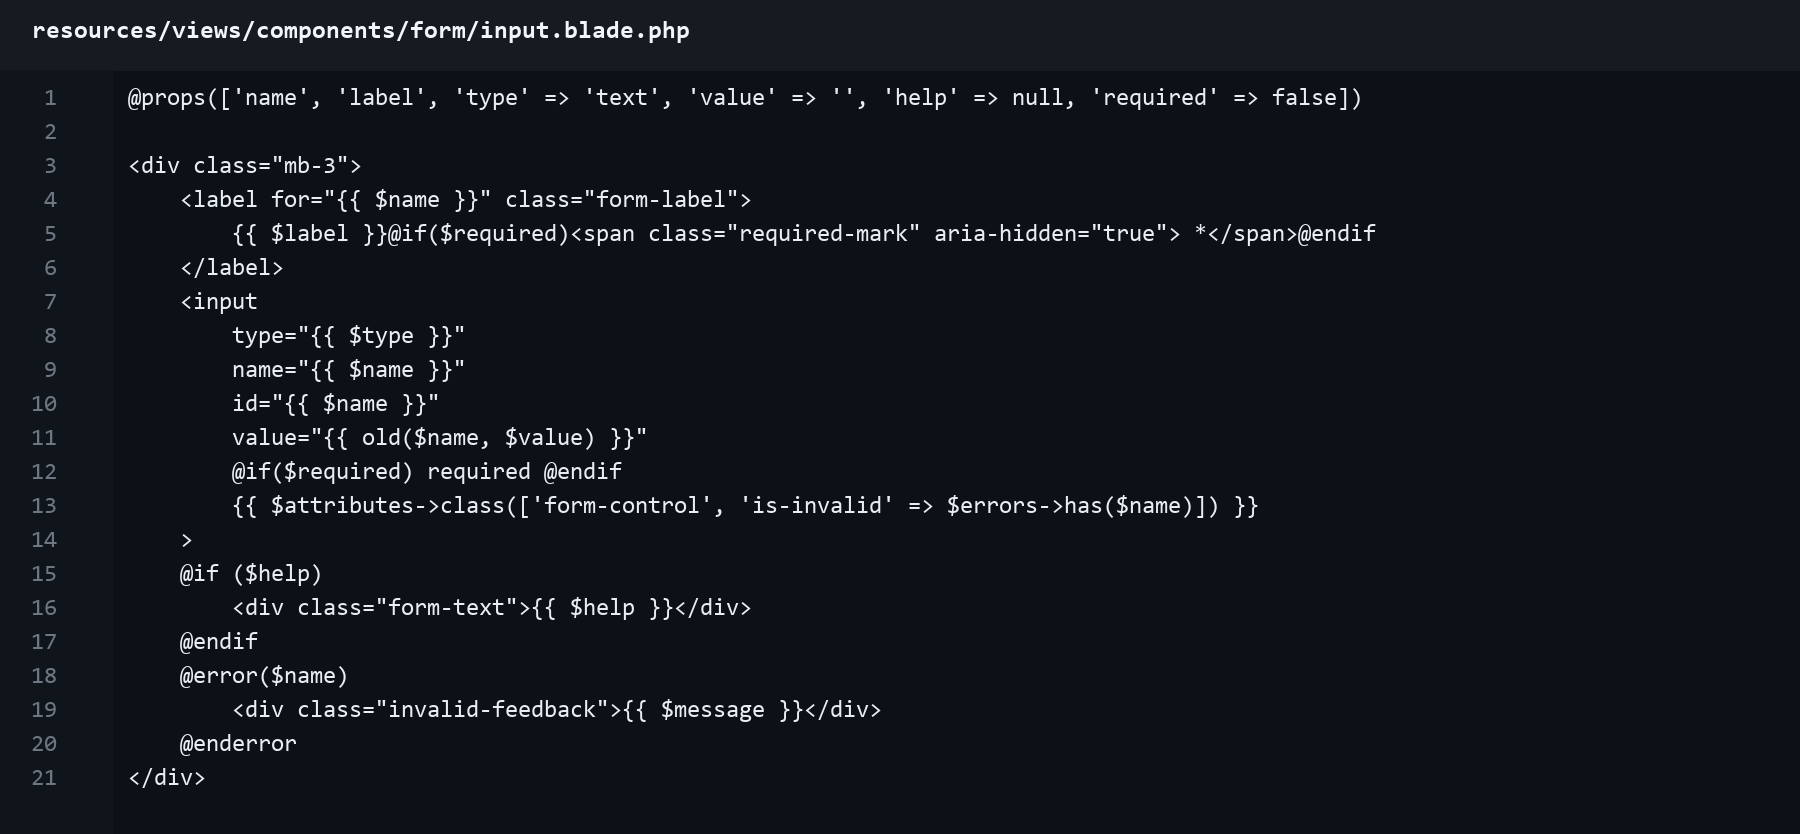 resources/views/components/form/input.blade.php
1 @props(['name', 'label', 'type' => 'text', 'value' => '', 'help' => null, 'required' => false])
2
3 <div class="mb-3">
4     <label for="{{ $name }}" class="form-label">
5         {{ $label }}@if($required)<span class="required-mark" aria-hidden="true"> *</span>@endif
6     </label>
7     <input
8         type="{{ $type }}"
9         name="{{ $name }}"
10         id="{{ $name }}"
11         value="{{ old($name, $value) }}"
12         @if($required) required @endif
13         {{ $attributes->class(['form-control', 'is-invalid' => $errors->has($name)]) }}
14     >
15     @if ($help)
16         <div class="form-text">{{ $help }}</div>
17     @endif
18     @error($name)
19         <div class="invalid-feedback">{{ $message }}</div>
20     @enderror
21 </div>